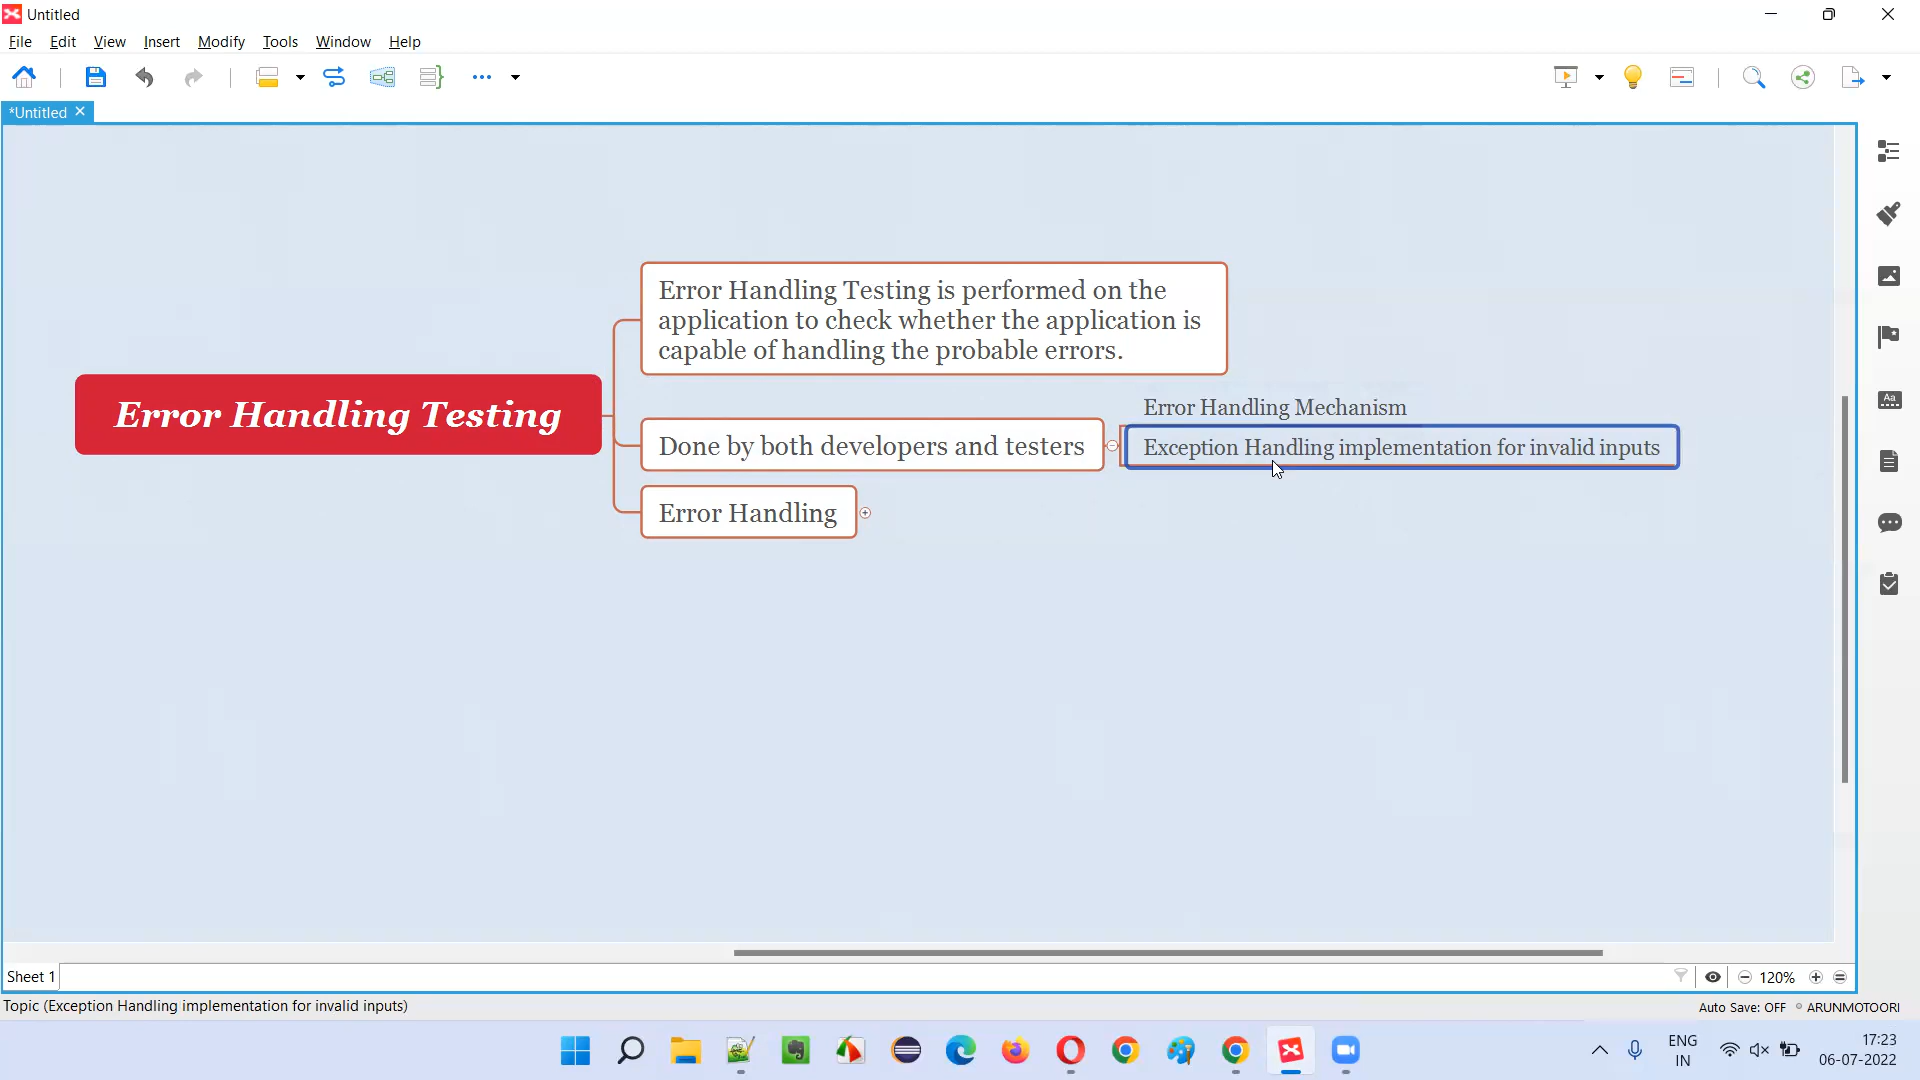 Untitled
File Edit View Insert Modify Tools Window Help
*Untitled
Error Handling Testing is performed on the
application to check whether the application is
capable of handling the probable errors.
Error Handling Testing
Error Handling Mechanism
Done by both developers and testers
Exception Handling implementation for invalid inputs
Error Handling
Aa
Sheet 1
120%
Topic (Exception Handling implementation for invalid inputs)
Auto Save: OFF
ARUNMOTOORI
ENG
IN
17:23
06-07-2022